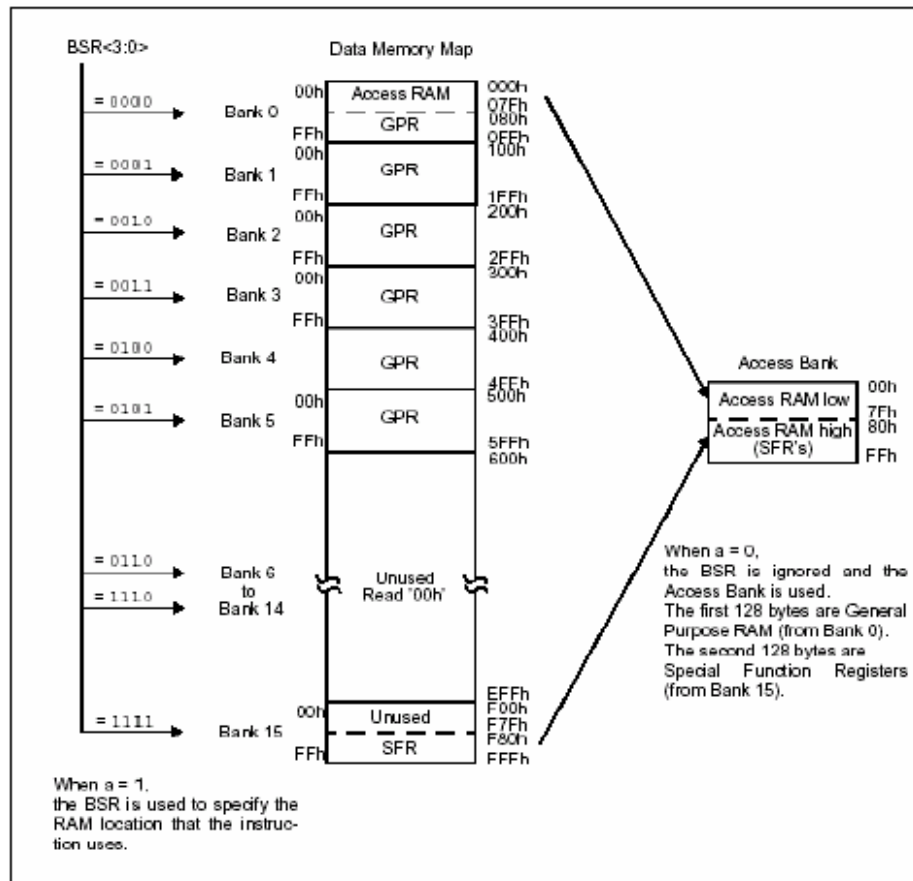 BSR<3:0>
Data Memory Map
= 0000
Bank 0
00h
Access RAM
000h
07Fh
FFh
GPR
080h
0FFh
= 0001
Bank 1
00h
GPR
100h
FFh
1FFh
= 0010
Bank 2
00h
GPR
200h
FFh
2FFh
= 0011
Bank 3
00h
GPR
300h
FFh
3FFh
= 0100
Bank 4
GPR
400h
4FFh
= 0101
Bank 5
00h
GPR
500h
FFh
5FFh
600h
= 0110
= 1110
Bank 6
to
Bank 14
Unused
Read '00h'
EFFh
= 1111
Bank 15
00h
Unused
F00h
F7Fh
FFh
SFR
F80h
FFFh
Access Bank
Access RAM low
00h
7Fh
Access RAM high
(SFR's)
80h
FFh
When a = 0,
the BSR is ignored and the
Access Bank is used.
The first 128 bytes are General
Purpose RAM (from Bank 0).
The second 128 bytes are
Special Function Registers
(from Bank 15).
When a = 1,
the BSR is used to specify the
RAM location that the instruc-
tion uses.